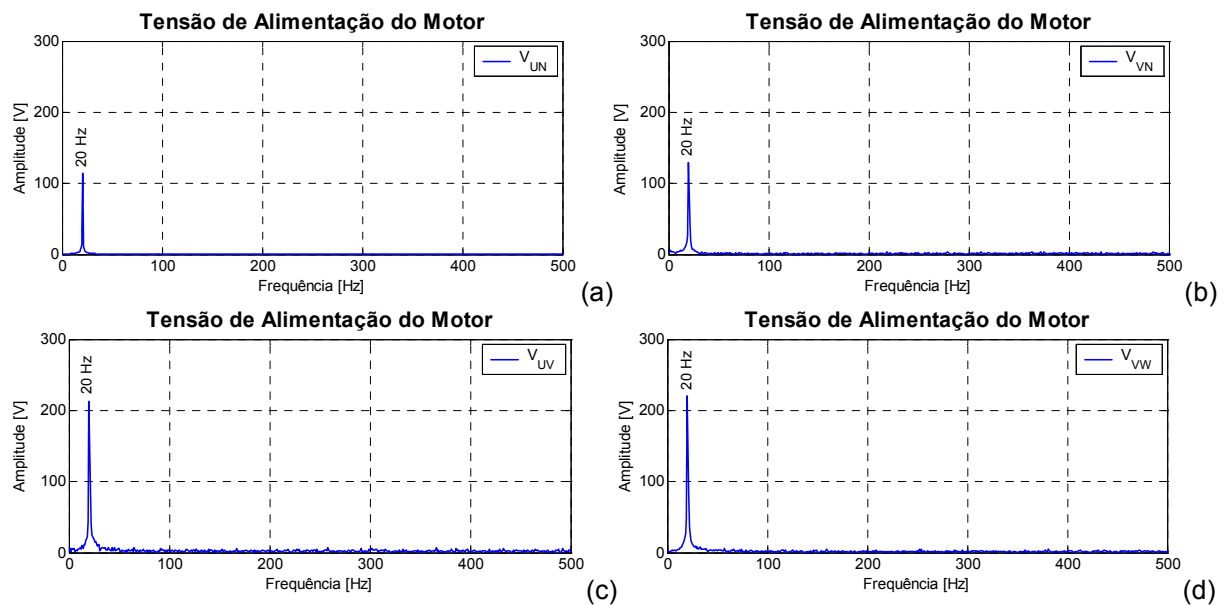 Tensão de Alimentação do Motor
300
200
100
0
Amplitude [V]
20 Hz
V_UN
0 100 200 300 400 500
Frequência [Hz]
(a)
Tensão de Alimentação do Motor
300
200
100
0
Amplitude [V]
20 Hz
V_VN
0 100 200 300 400 500
Frequência [Hz]
(b)
Tensão de Alimentação do Motor
300
200
100
0
Amplitude [V]
20 Hz
V_UV
0 100 200 300 400 500
Frequência [Hz]
(c)
Tensão de Alimentação do Motor
300
200
100
0
Amplitude [V]
20 Hz
V_VW
0 100 200 300 400 500
Frequência [Hz]
(d)